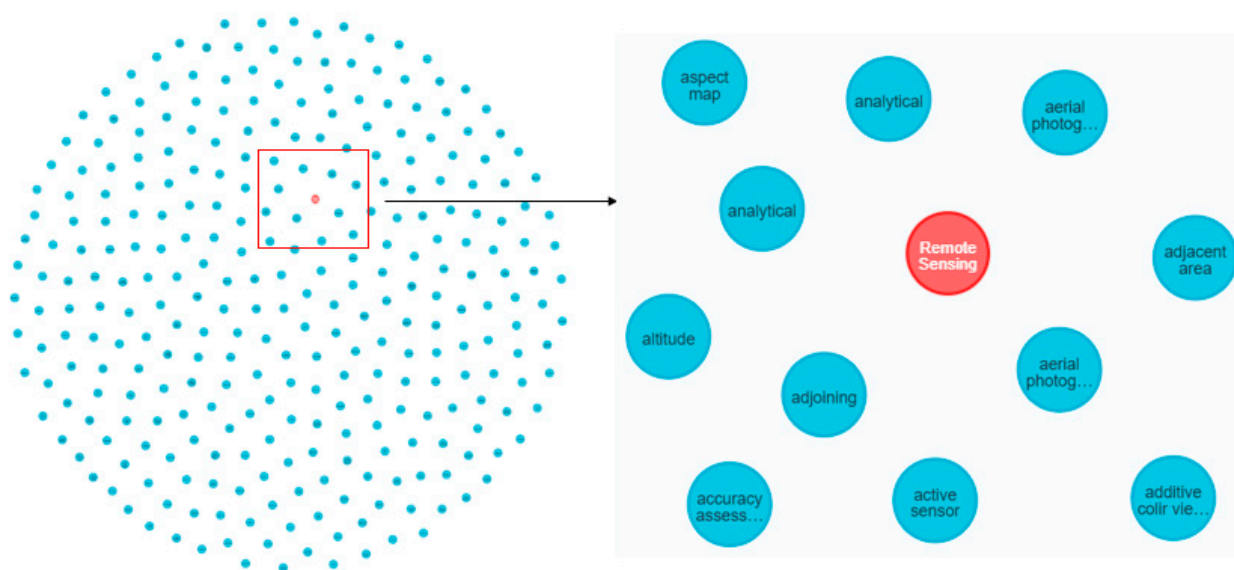 aspect
map
analytical
aerial
photog...
analytical
Remote
Sensing
adjacent
area
altitude
aerial
photog...
adjoining
accuracy
assess...
active
sensor
additive
colir vie...